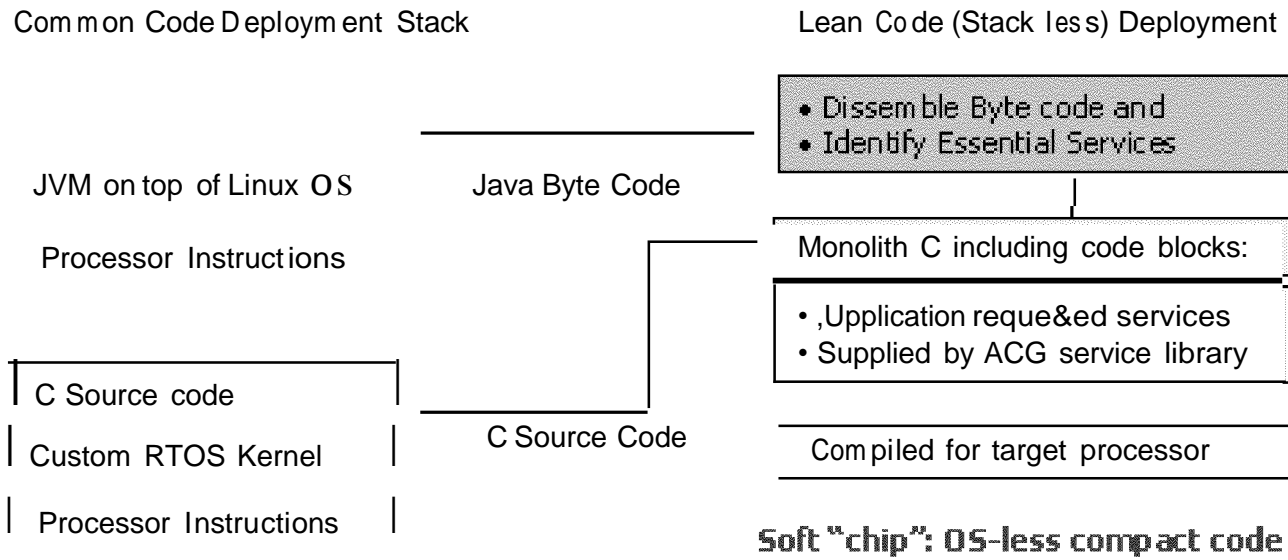 Common Code Deployment Stack
Lean Code (Stack less) Deployment
• Dissemble Byte code and
• Identify Essential Services
JVM on top of Linux OS
Java Byte Code
Processor Instructions
Monolith C including code blocks:
• ,Upplication reque&ed services
• Supplied by ACG service library
C Source code
C Source Code
Custom RTOS Kernel
Compiled for target processor
Processor Instructions
Soft "chip": OS-less compact code